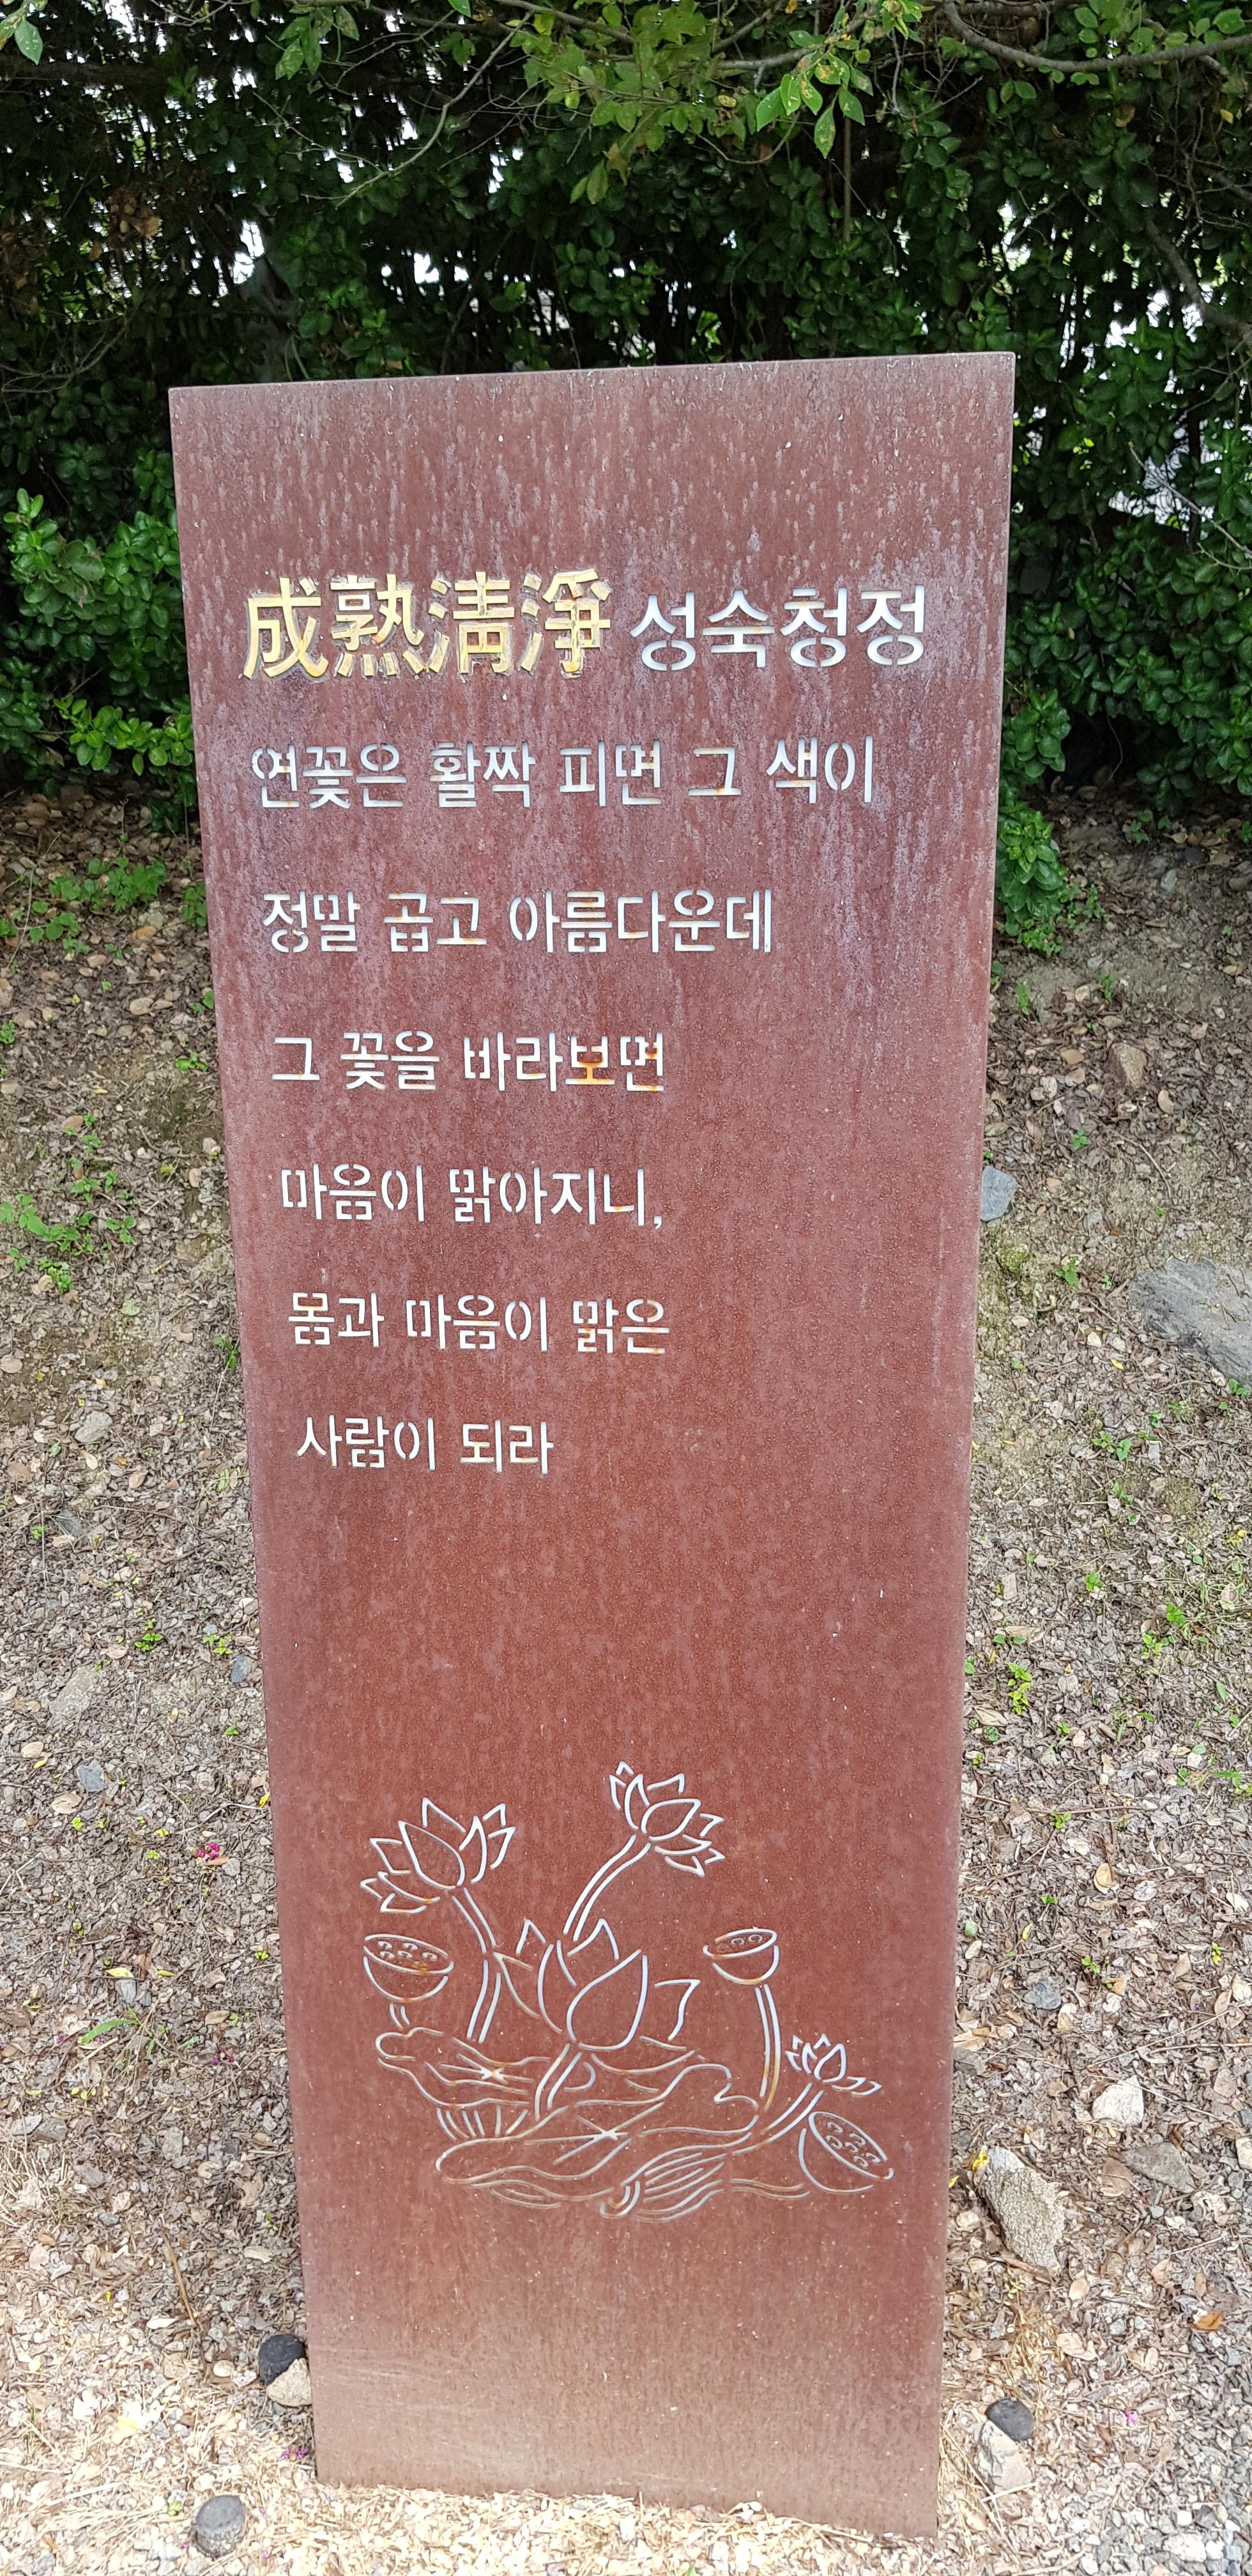 成熟淸淨 성숙청정
연꽃은 활짝 피면 그 색이
정말 곱고 아름다운데
그 꽃을 바라보면
마음이 맑아지니,
몸과 마음이 맑은
사람이 되라